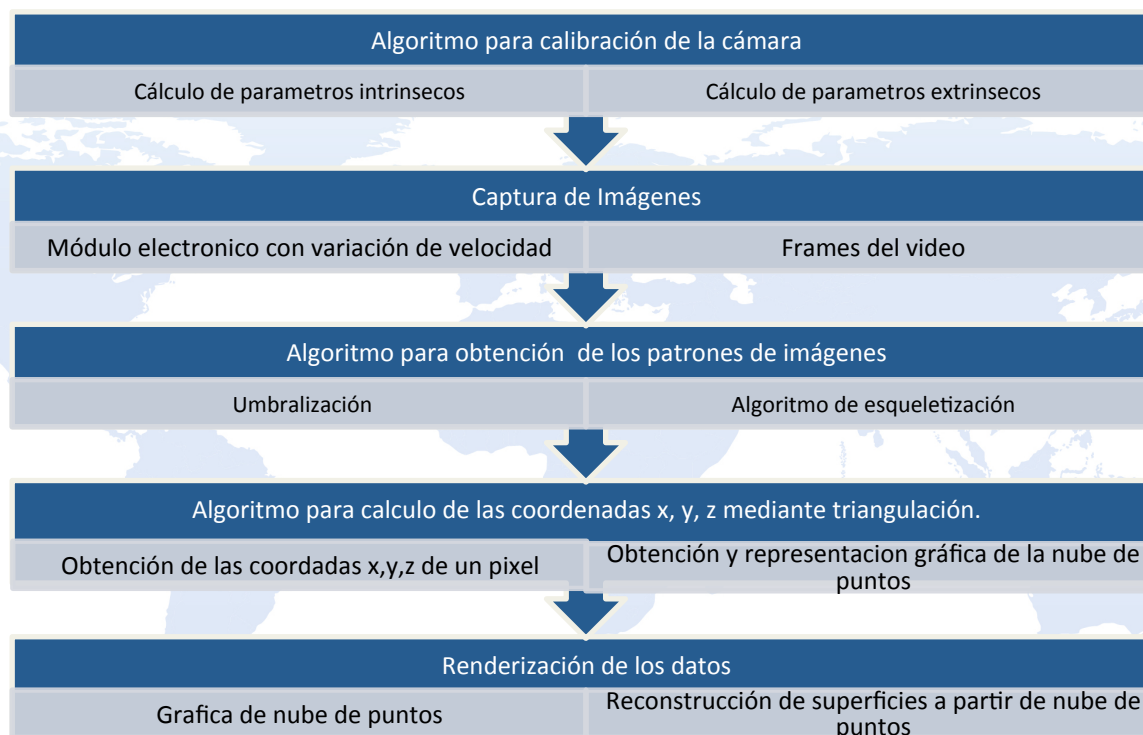 Algoritmo para calibración de la cámara
Cálculo de parametros intrinsecos
Cálculo de parametros extrinsecos
Captura de Imágenes
Módulo electronico con variación de velocidad
Frames del video
Algoritmo para obtención de los patrones de imágenes
Umbralización
Algoritmo de esqueletización
Algoritmo para calculo de las coordenadas x, y, z mediante triangulación.
Obtención de las coordadas x,y,z de un pixel
Obtención y representacion gráfica de la nube de
puntos
Renderización de los datos
Grafica de nube de puntos
Reconstrucción de superficies a partir de nube de
puntos